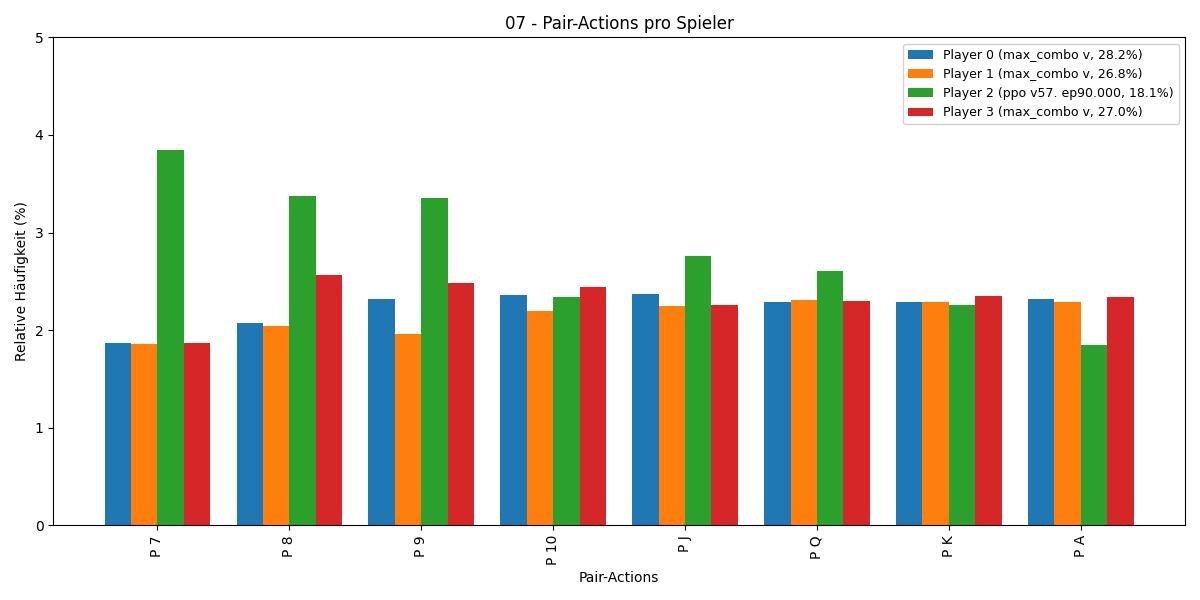 07 - Pair-Actions pro Spieler
Player 0 (max_combo v, 28.2%)
Player 1 (max_combo v, 26.8%)
Player 2 (ppo v57. ep90.000, 18.1%)
Player 3 (max_combo v, 27.0%)
Relative Häufigkeit (%)
5
4
3
2
1
0
P 7
P 8
P 9
P 10
P J
P Q
P K
P A
Pair-Actions